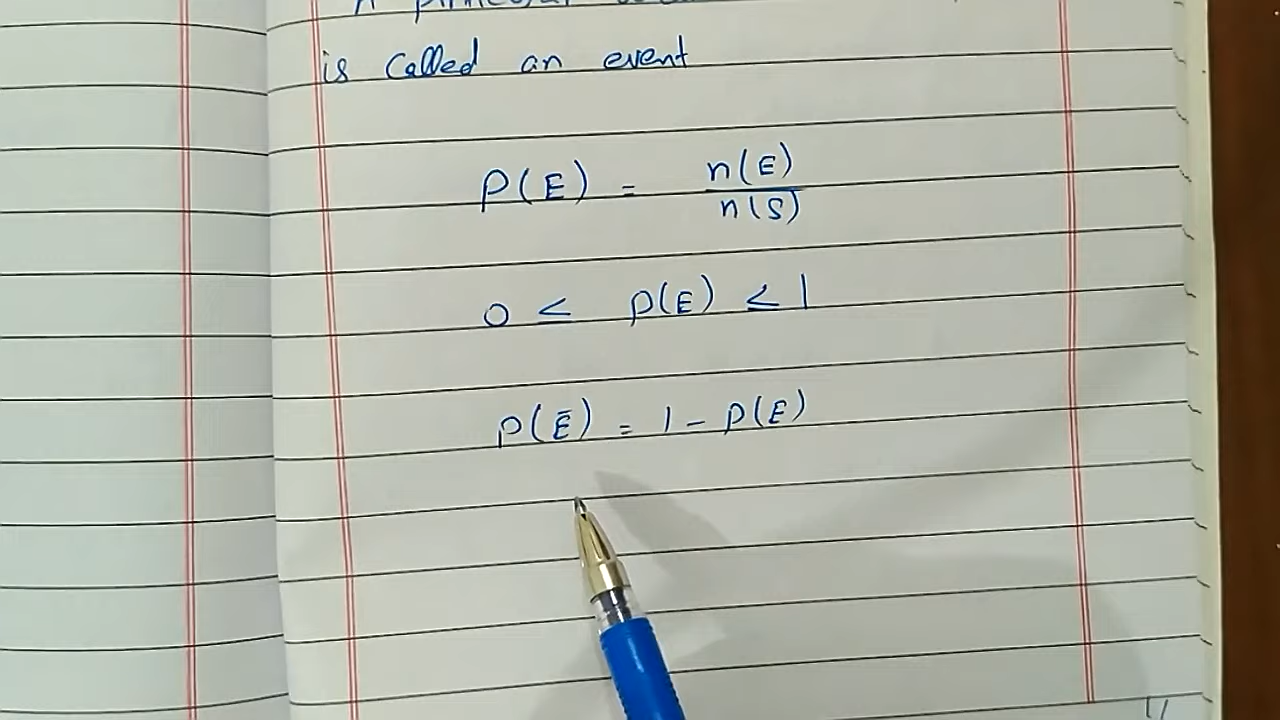 is called an event
P(E) = n(E)/n(S)
0 < P(E) ≤ 1
P(Ē) = 1 - P(E)